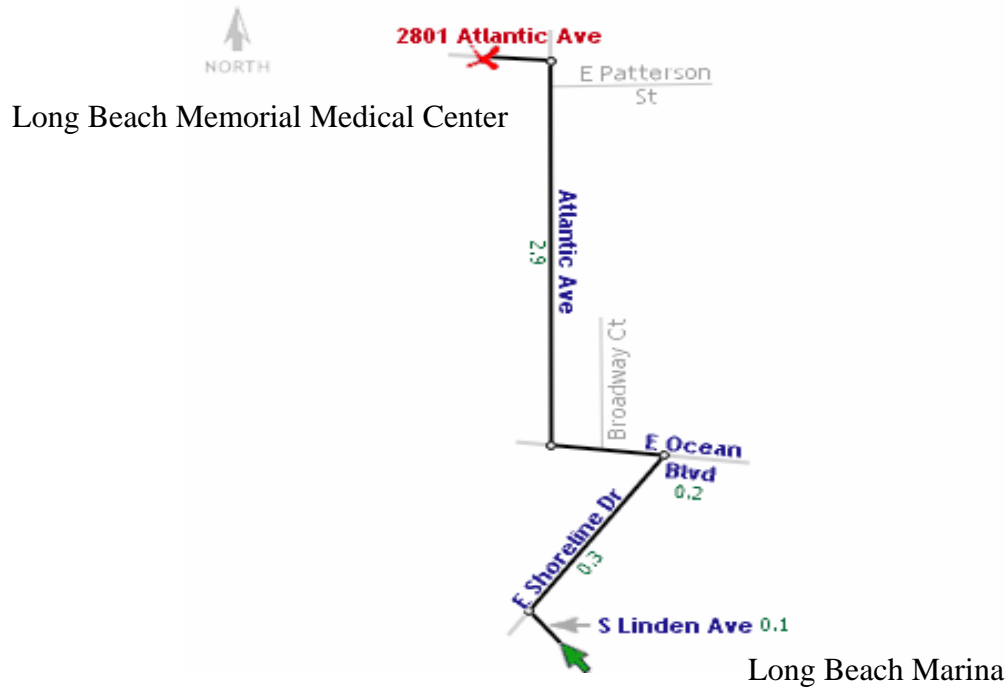 2801 Atlantic Ave
NORTH
E Patterson
St
Long Beach Memorial Medical Center
Atlantic Ave
2.9
Broadway Ct
E Ocean
Blvd
0.2
E Shoreline Dr
0.3
S Linden Ave 0.1
Long Beach Marina